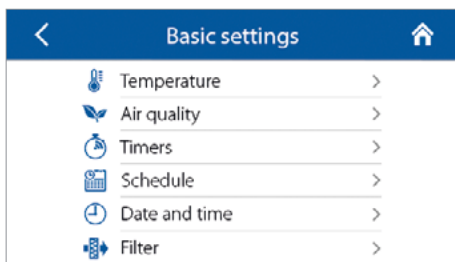 Basic settings
Temperature
Air quality
Timers
Schedule
Date and time
Filter